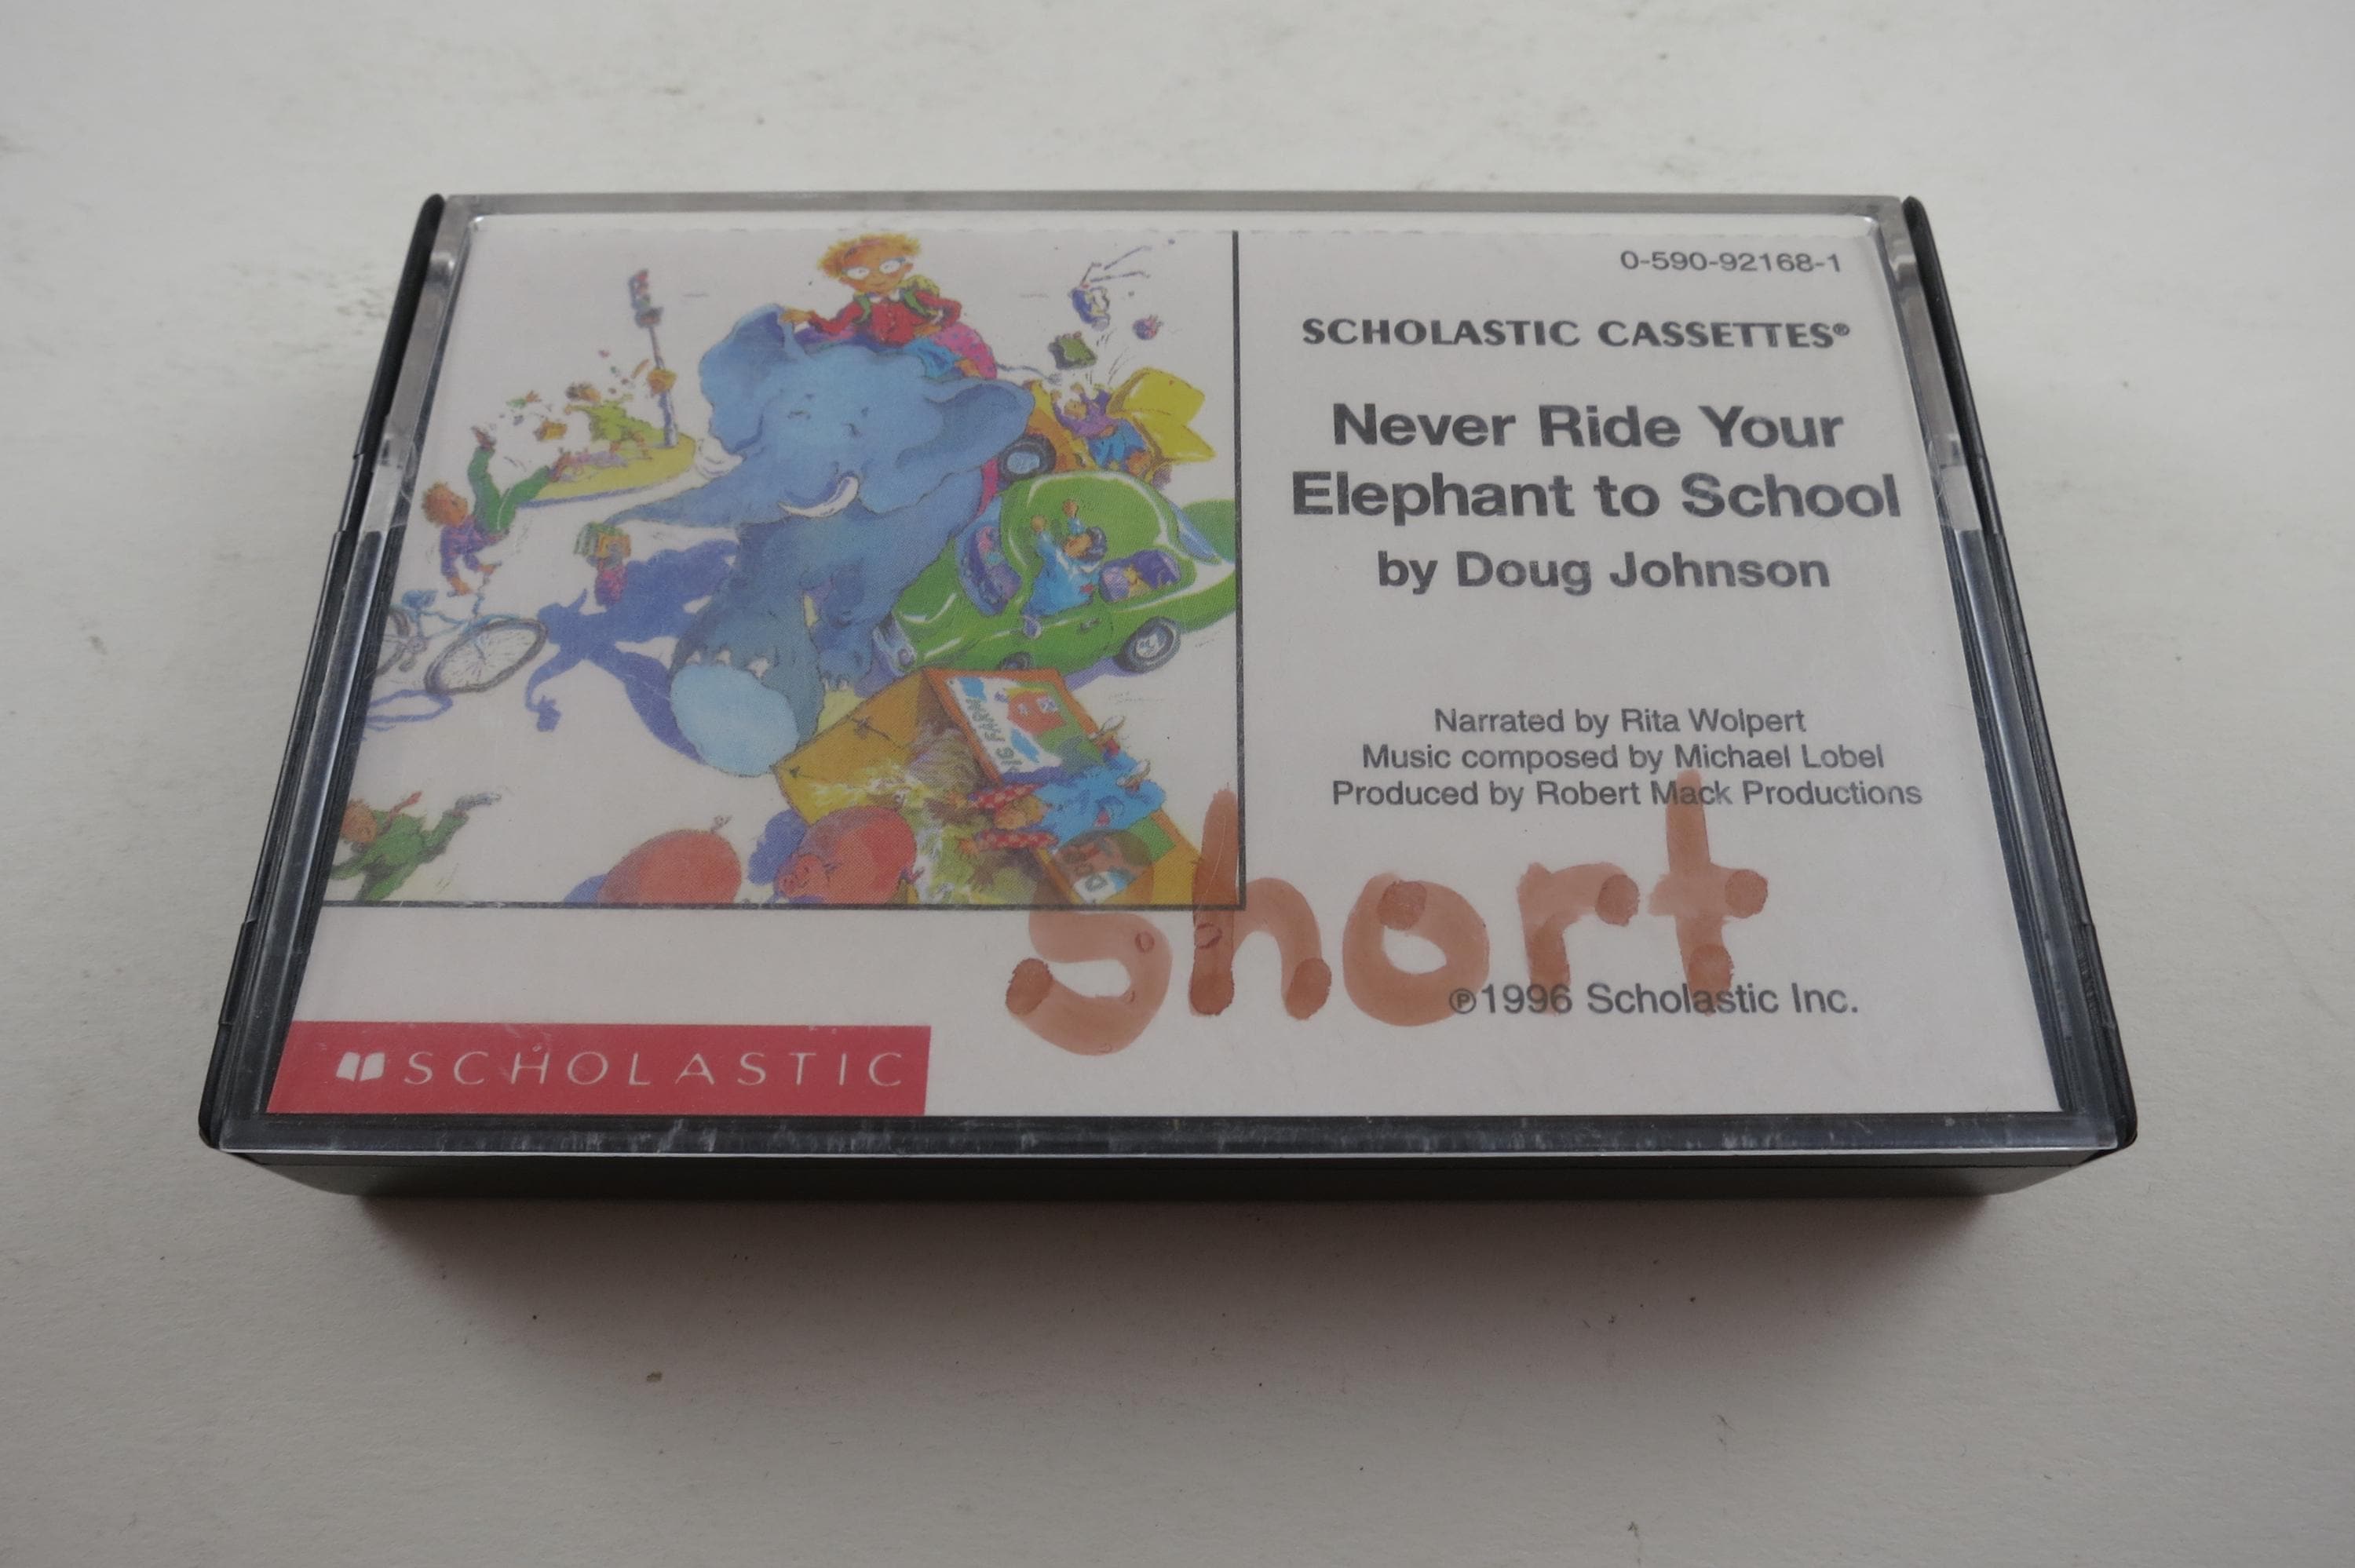 0-590-92168-1
SCHOLASTIC CASSETTES®
Never Ride Your
Elephant to School
by Doug Johnson
Narrated by Rita Wolpert
Music composed by Michael Lobel
Produced by Robert Mack Productions
short
℗1996 Scholastic Inc.
SCHOLASTIC